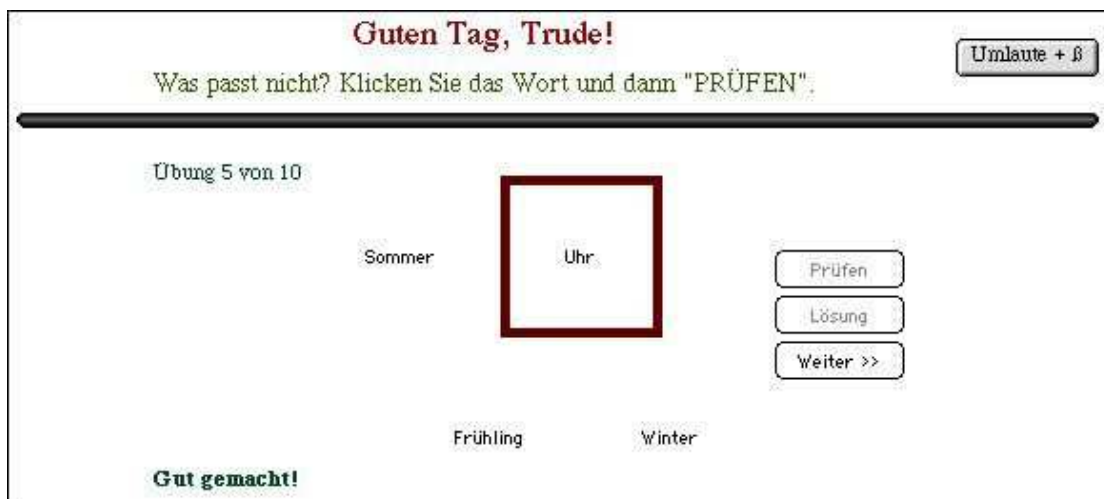 Guten Tag, Trude!
Umlaute + ß
Was passt nicht? Klicken Sie das Wort und dann "PRÜFEN".
Übung 5 von 10
Sommer
Uhr
Prüfen
Lösung
Weiter >>
Frühling
Winter
Gut gemacht!